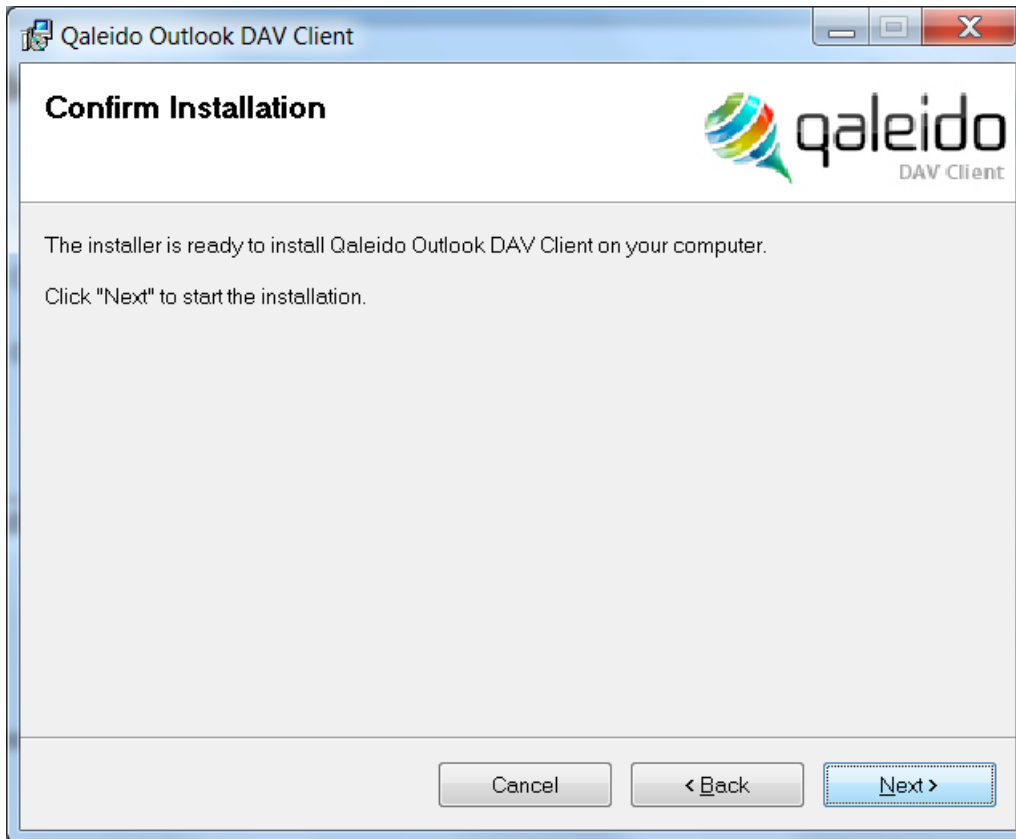 Qaleido Outlook DAV Client
Confirm Installation
qaleido
DAV Client
The installer is ready to install Qaleido Outlook DAV Client on your computer.
Click "Next" to start the installation.
Cancel
< Back
Next >